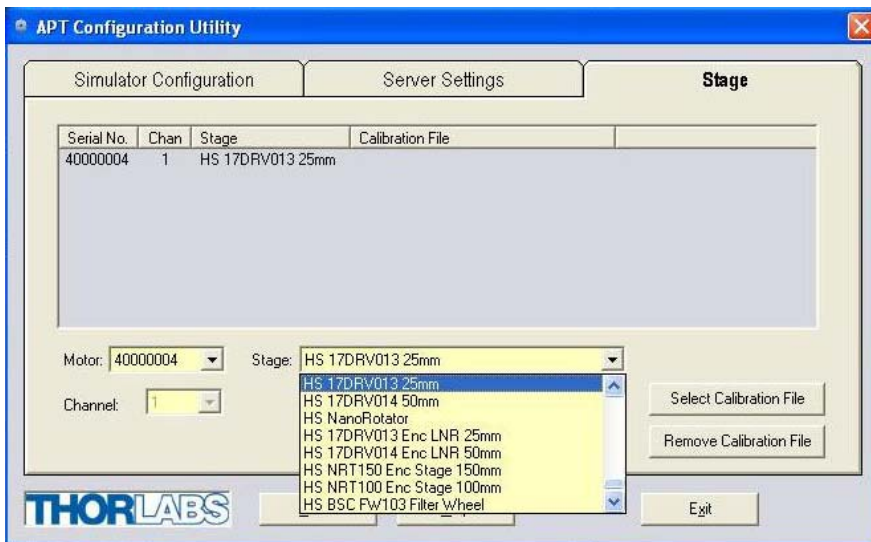 APT Configuration Utility
Simulator Configuration
Server Settings
Stage
Serial No. Chan Stage Calibration File
40000004 1 HS 17DRV013 25mm
Motor: 40000004 Stage: HS 17DRV013 25mm
HS 17DRV013 25mm
HS 17DRV014 50mm
HS NanoRotator
HS 17DRV013 Enc LNR 25mm
HS 17DRV014 Enc LNR 50mm
HS NRT150 Enc Stage 150mm
HS NRT100 Enc Stage 100mm
HS BSC FW103 Filter Wheel
Channel: 1
Select Calibration File
Remove Calibration File
THORLABS
Exit